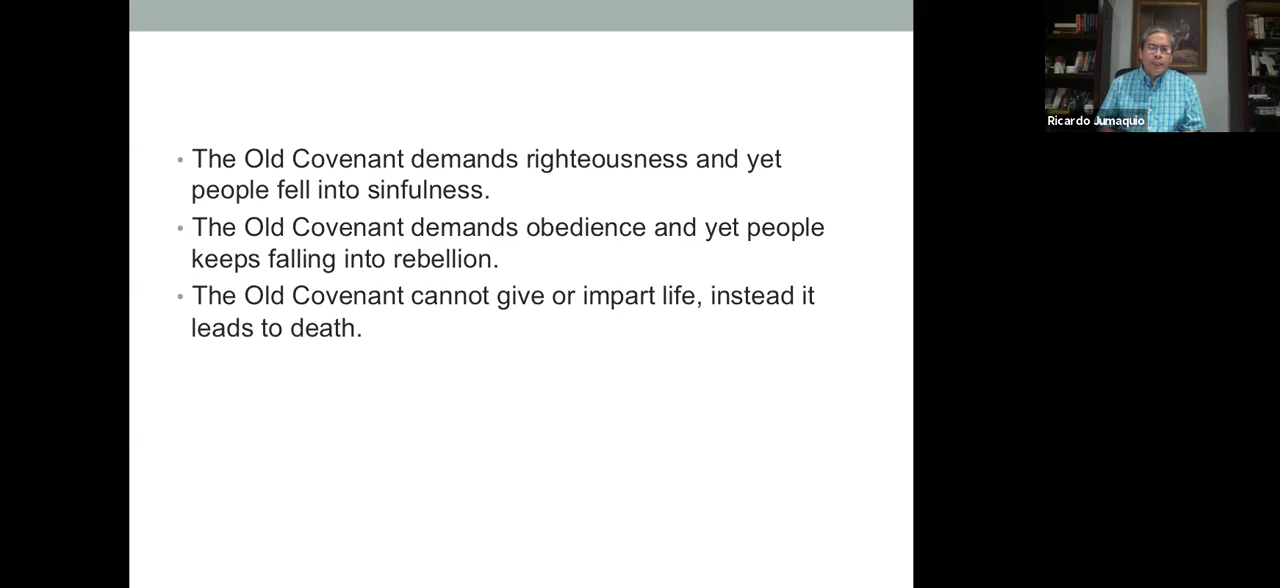 • The Old Covenant demands righteousness and yet
people fell into sinfulness.
• The Old Covenant demands obedience and yet people
keeps falling into rebellion.
• The Old Covenant cannot give or impart life, instead it
leads to death.
Ricardo Jumaquio